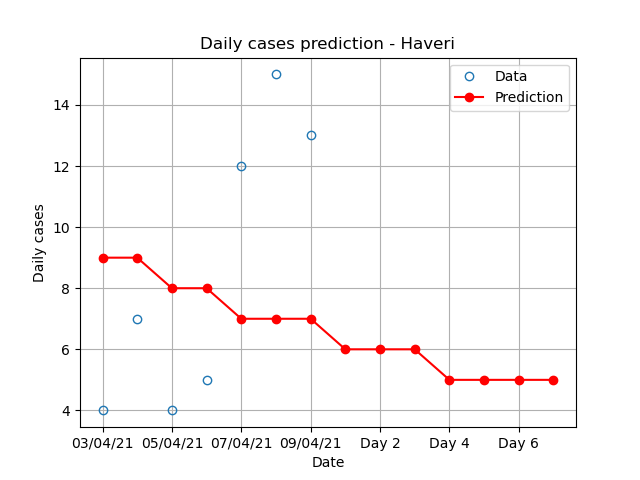 Daily cases prediction - Haveri
Data
Prediction
14
12
10
8
6
4
Daily cases
03/04/21 05/04/21 07/04/21 09/04/21 Day 2 Day 4 Day 6
Date